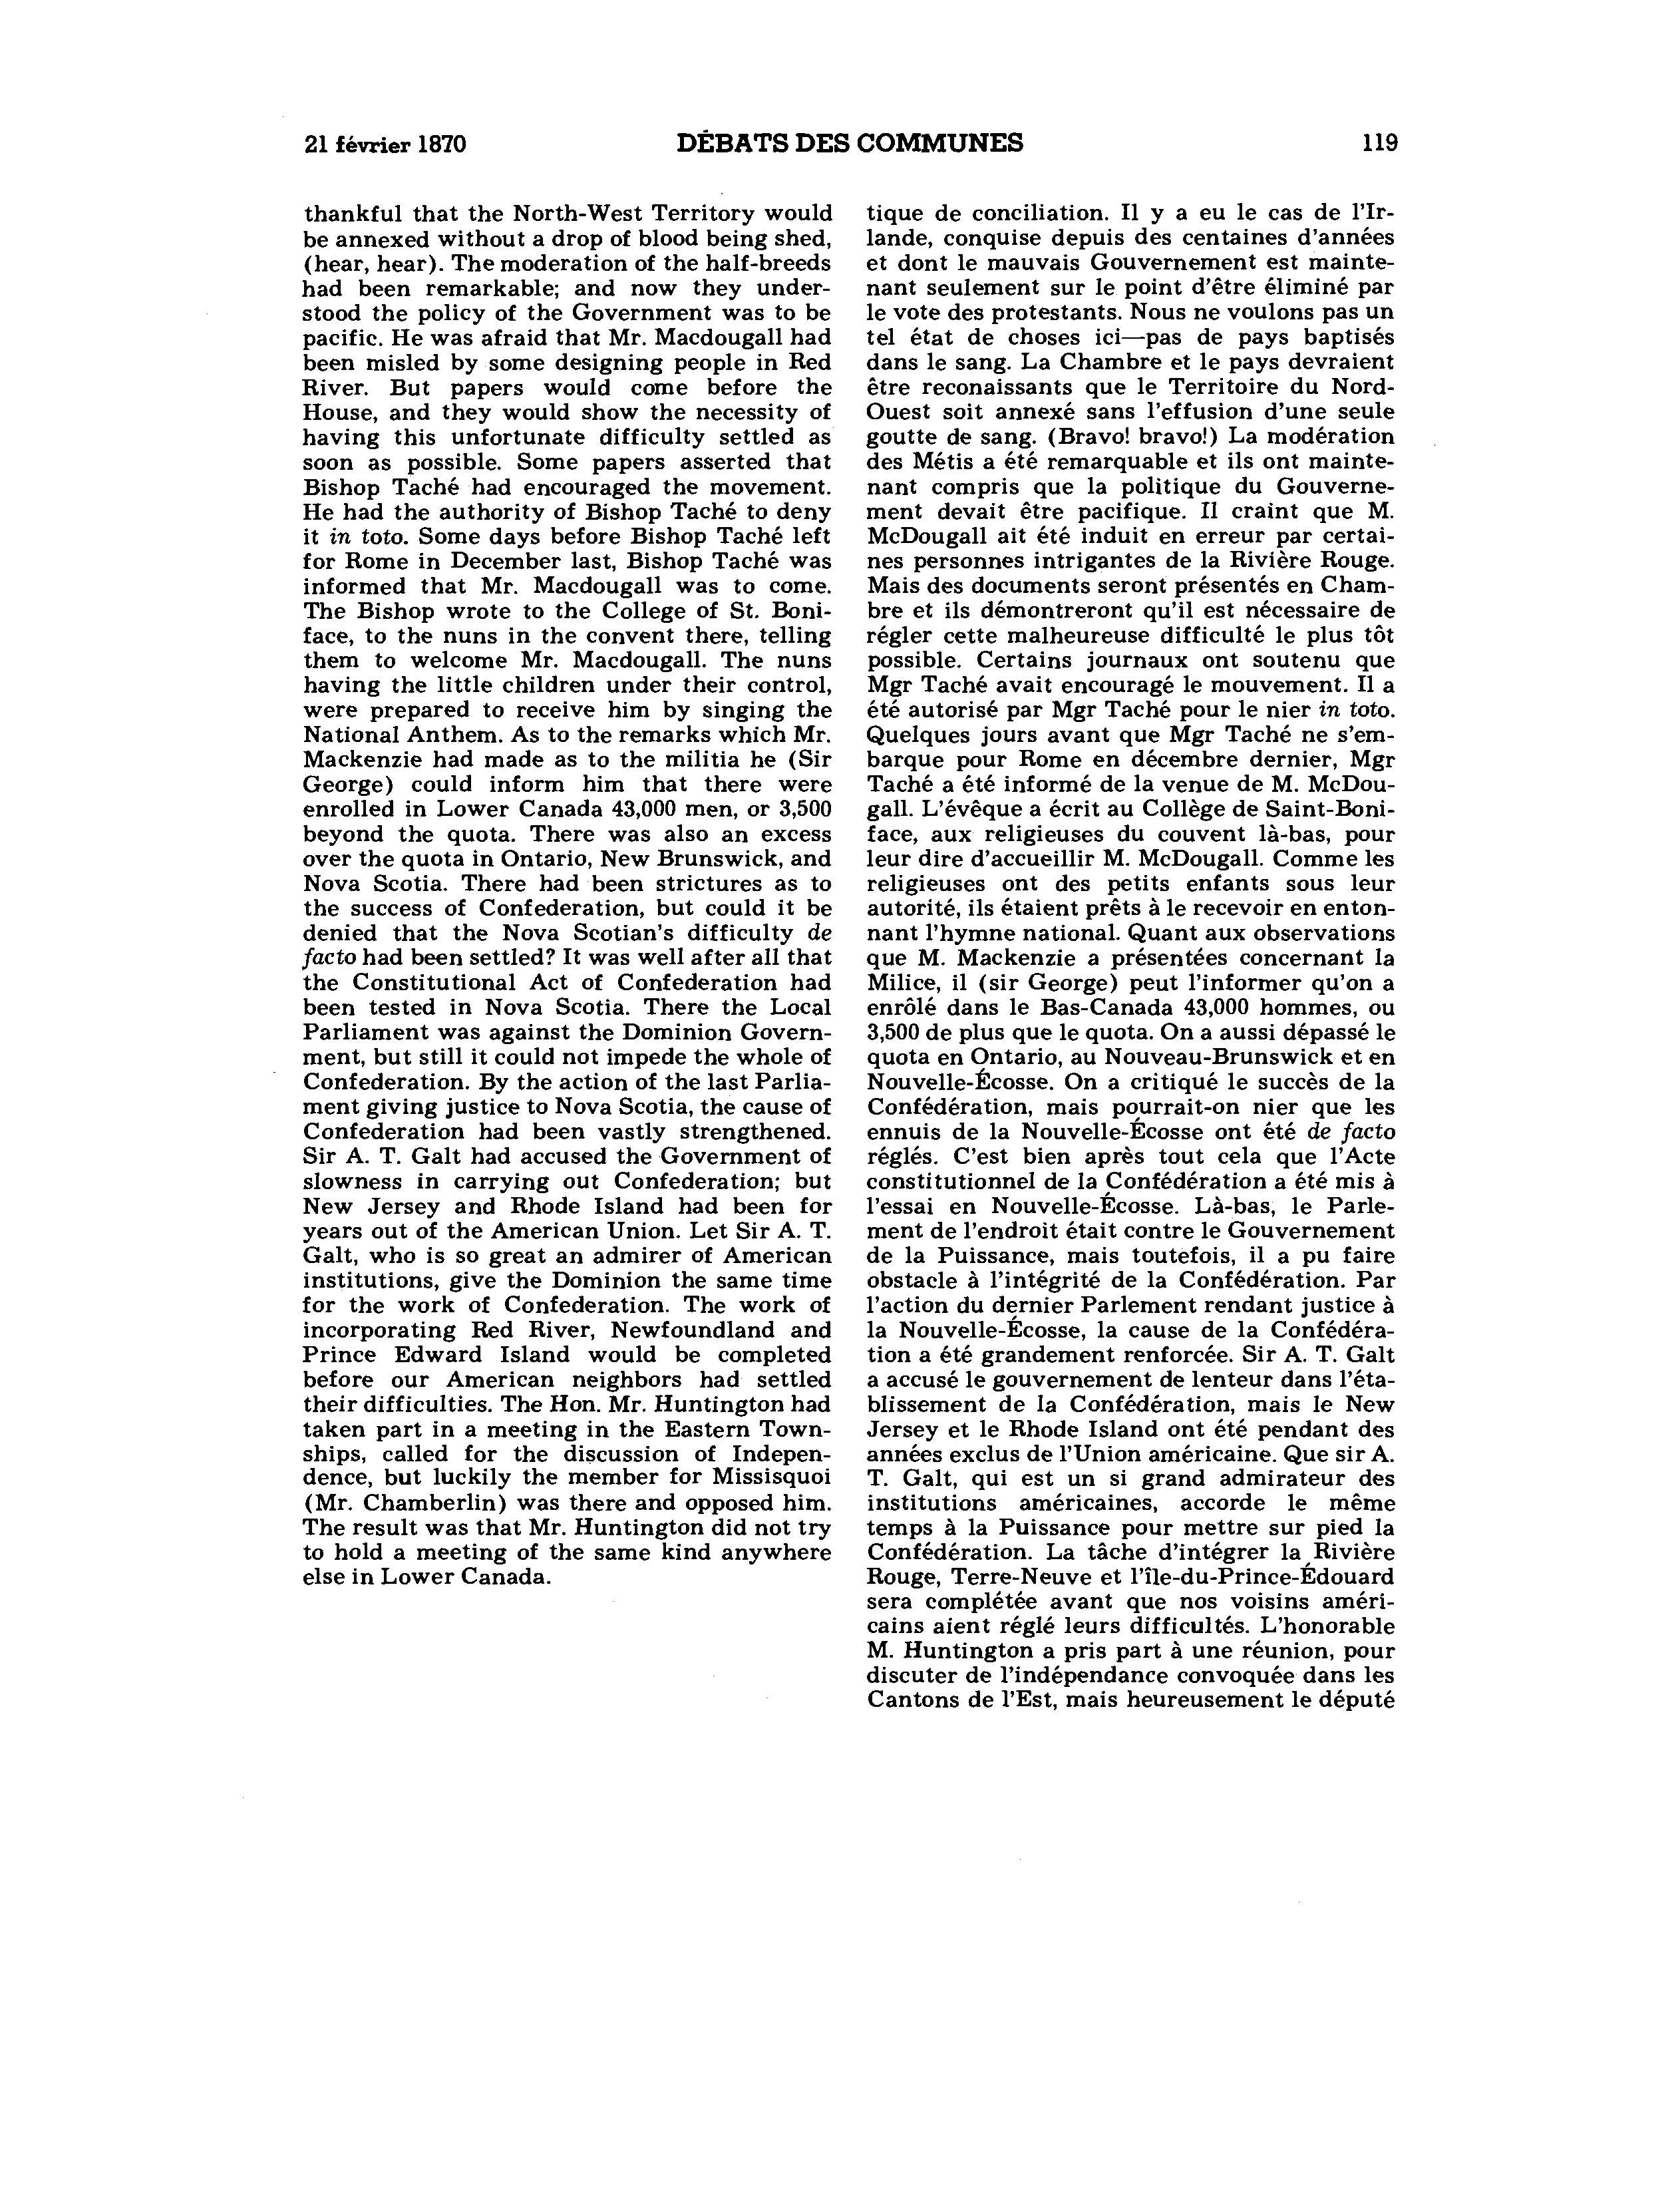 21 février 1870
DÉBATS DES COMMUNES
119
thankful that the North-West Territory would
be annexed without a drop of blood being shed,
(hear, hear). The moderation of the half-breeds
had been remarkable; and now they under-
stood the policy of the Government was to be
pacific. He was afraid that Mr. Macdougall had
been misled by some designing people in Red
River. But papers would come before the
House, and they would show the necessity of
having this unfortunate difficulty settled as
soon as possible. Some papers asserted that
Bishop Taché had encouraged the movement.
He had the authority of Bishop Taché to deny
it in toto. Some days before Bishop Taché left
for Rome in December last, Bishop Taché was
informed that Mr. Macdougall was to come.
The Bishop wrote to the College of St. Boni-
face, to the nuns in the convent there, telling
them to welcome Mr. Macdougall. The nuns
having the little children under their control,
were prepared to receive him by singing the
National Anthem. As to the remarks which Mr.
Mackenzie had made as to the militia he (Sir
George) could inform him that there were
enrolled in Lower Canada 43,000 men, or 3,500
beyond the quota. There was also an excess
over the quota in Ontario, New Brunswick, and
Nova Scotia. There had been strictures as to
the success of Confederation, but could it be
denied that the Nova Scotian's difficulty de
facto had been settled? It was well after all that
the Constitutional Act of Confederation had
been tested in Nova Scotia. There the Local
Parliament was against the Dominion Govern-
ment, but still it could not impede the whole of
Confederation. By the action of the last Parlia-
ment giving justice to Nova Scotia, the cause of
Confederation had been vastly strengthened.
Sir A. T. Galt had accused the Government of
slowness in carrying out Confederation; but
New Jersey and Rhode Island had been for
years out of the American Union. Let Sir A. T.
Galt, who is so great an admirer of American
institutions, give the Dominion the same time
for the work of Confederation. The work of
incorporating Red River, Newfoundland and
Prince Edward Island would be completed
before our American neighbors had settled
their difficulties. The Hon. Mr. Huntington had
taken part in a meeting in the Eastern Town-
ships, called for the discussion of Indepen-
dence, but luckily the member for Missisquoi
(Mr. Chamberlin) was there and opposed him.
The result was that Mr. Huntington did not try
to hold a meeting of the same kind anywhere
else in Lower Canada.
tique de conciliation. Il y a eu le cas de l'Ir-
lande, conquise depuis des centaines d'années
et dont le mauvais Gouvernement est mainte-
nant seulement sur le point d'être éliminé par
le vote des protestants. Nous ne voulons pas un
tel état de choses ici—pas de pays baptisés
dans le sang. La Chambre et le pays devraient
être reconaissants que le Territoire du Nord-
Ouest soit annexé sans l'effusion d'une seule
goutte de sang. (Bravo! bravo!) La modération
des Métis a été remarquable et ils ont mainte-
nant compris que la politique du Gouverne-
ment devait être pacifique. Il craint que M.
McDougall ait été induit en erreur par certai-
nes personnes intrigantes de la Rivière Rouge.
Mais des documents seront présentés en Cham-
bre et ils démontreront qu'il est nécessaire de
régler cette malheureuse difficulté le plus tôt
possible. Certains journaux ont soutenu que
Mgr Taché avait encouragé le mouvement. Il a
été autorisé par Mgr Taché pour le nier in toto.
Quelques jours avant que Mgr Taché ne s'em-
barque pour Rome en décembre dernier, Mgr
Taché a été informé de la venue de M. McDou-
gall. L'évêque a écrit au Collège de Saint-Boni-
face, aux religieuses du couvent là-bas, pour
leur dire d'accueillir M. McDougall. Comme les
religieuses ont des petits enfants sous leur
autorité, ils étaient prêts à le recevoir en enton-
nant l'hymne national. Quant aux observations
que M. Mackenzie a présentées concernant la
Milice, il (sir George) peut l'informer qu'on a
enrôlé dans le Bas-Canada 43,000 hommes, ou
3,500 de plus que le quota. On a aussi dépassé le
quota en Ontario, au Nouveau-Brunswick et en
Nouvelle-Écosse. On a critiqué le succès de la
Confédération, mais pourrait-on nier que les
ennuis de la Nouvelle-Écosse ont été de facto
réglés. C'est bien après tout cela que l'Acte
constitutionnel de la Confédération a été mis à
l'essai en Nouvelle-Écosse. Là-bas, le Parle-
ment de l'endroit était contre le Gouvernement
de la Puissance, mais toutefois, il a pu faire
obstacle à l'intégrité de la Confédération. Par
l'action du dernier Parlement rendant justice à
la Nouvelle-Écosse, la cause de la Confédéra-
tion a été grandement renforcée. Sir A. T. Galt
a accusé le gouvernement de lenteur dans l'éta-
blissement de la Confédération, mais le New
Jersey et le Rhode Island ont été pendant des
années exclus de l'Union américaine. Que sir A.
T. Galt, qui est un si grand admirateur des
institutions américaines, accorde le même
temps à la Puissance pour mettre sur pied la
Confédération. La tâche d'intégrer la Rivière
Rouge, Terre-Neuve et l'île-du-Prince-Édouard
sera complétée avant que nos voisins améri-
cains aient réglé leurs difficultés. L'honorable
M. Huntington a pris part à une réunion, pour
discuter de l'indépendance convoquée dans les
Cantons de l'Est, mais heureusement le député